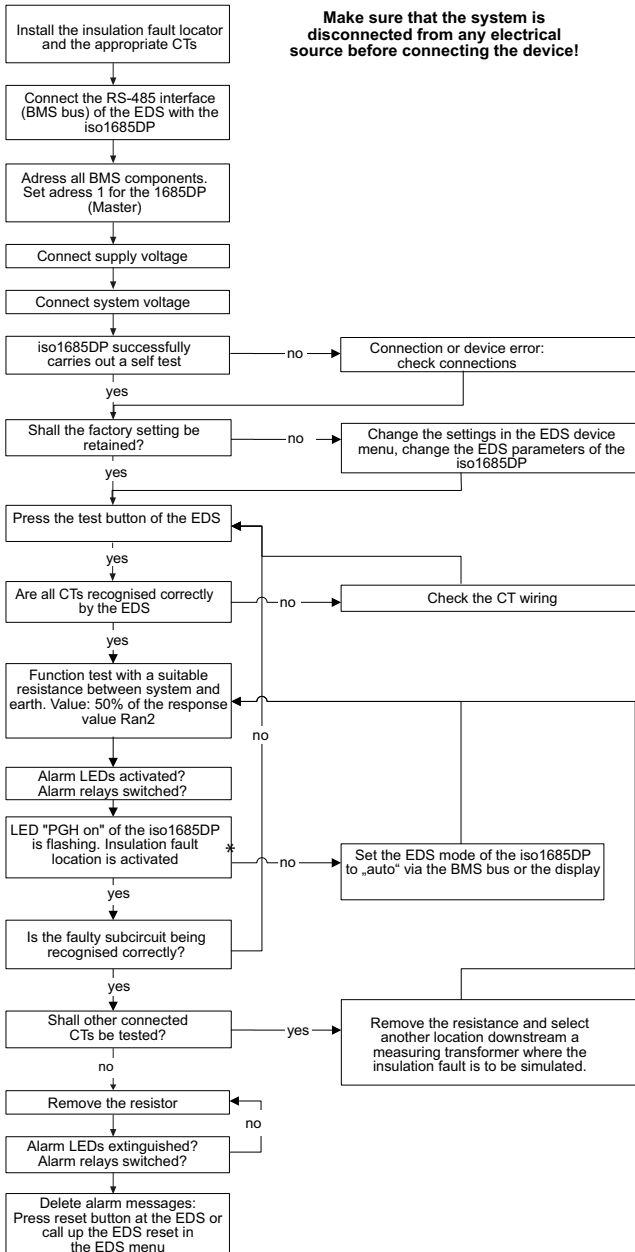 Install the insulation fault locator
and the appropriate CTs
Make sure that the system is
disconnected from any electrical
source before connecting the device!
Connect the RS-485 interface
(BMS bus) of the EDS with the
iso1685DP
Adress all BMS components.
Set adress 1 for the 1685DP
(Master)
Connect supply voltage
Connect system voltage
iso1685DP successfully
carries out a self test
no
Connection or device error:
check connections
yes
Shall the factory setting be
retained?
no
Change the settings in the EDS device
menu, change the EDS parameters of the
iso1685DP
yes
Press the test button of the EDS
yes
Are all CTs recognised correctly
by the EDS
no
Check the CT wiring
yes
Function test with a suitable
resistance between system and
earth. Value: 50% of the response
value Ran2
no
Alarm LEDs activated?
Alarm relays switched?
LED "PGH on" of the iso1685DP
is flashing. Insulation fault
location is activated
*
no
Set the EDS mode of the iso1685DP
to „auto“ via the BMS bus or the display
yes
Is the faulty subcircuit being
recognised correctly?
yes
Shall other connected
CTs be tested?
yes
Remove the resistance and select
another location downstream a
measuring transformer where the
insulation fault is to be simulated.
no
Remove the resistor
no
Alarm LEDs extinguished?
Alarm relays switched?
Delete alarm messages:
Press reset button at the EDS or
call up the EDS reset in
the EDS menu